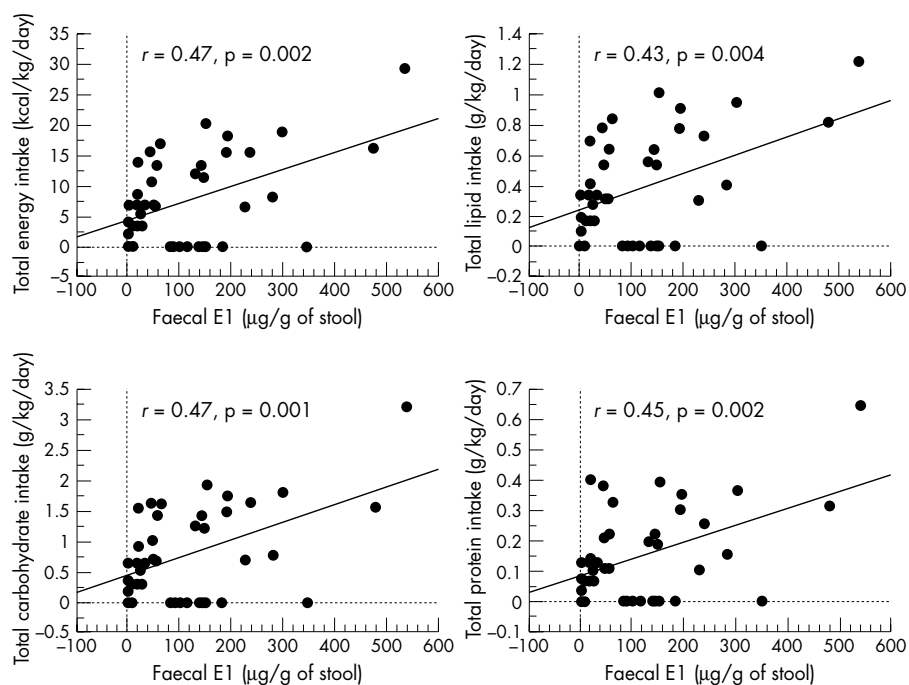 Total energy intake (kcal/kg/day)
35
30
25
20
15
10
5
0
–5
r = 0.47, p = 0.002
–100 0 100 200 300 400 500 600
Faecal E1 (µg/g of stool)
Total lipid intake (g/kg/day)
1.4
1.2
1
0.8
0.6
0.4
0.2
0
–0.2
r = 0.43, p = 0.004
–100 0 100 200 300 400 500 600
Faecal E1 (µg/g of stool)
Total carbohydrate intake (g/kg/day)
3.5
3
2.5
2
1.5
1
0.5
0
–0.5
r = 0.47, p = 0.001
–100 0 100 200 300 400 500 600
Faecal E1 (µg/g of stool)
Total protein intake (g/kg/day)
0.7
0.6
0.5
0.4
0.3
0.2
0.1
0
–0.1
r = 0.45, p = 0.002
–100 0 100 200 300 400 500 600
Faecal E1 (µg/g of stool)